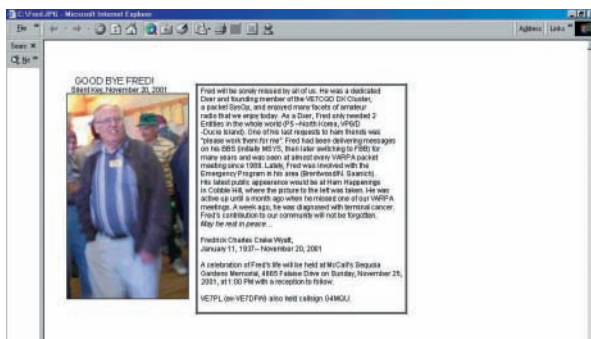 C:\Fred.JPG - Microsoft Internet Explorer
File
Address
Links
GOOD BYE FRED!
Silent Key, November 20, 2001
Fred will be sorely missed by all of us. He was a dedicated
Dxer and founding member of the VE7CQD DX Cluster,
a packet SysOp, and enjoyed many facets of amateur
radio that we enjoy today. As a Dxer, Fred only needed 2
Entities in the whole world (P5 -North Korea, VP6/D
-Ducie Island). One of his last requests to ham friends was
"please work them for me". Fred had been delivering messages
on his BBS (initially MSYS, then later switching to FBB) for
many years and was seen at almost every VARPA packet
meeting since 1989. Lately, Fred was involved with the
Emergency Program in his area (Brentwood/N. Saanich).
His latest public appearance would be at Ham Happenings
in Cobble Hill, where the picture to the left was taken. He was
active up until a month ago when he missed one of our VARPA
meetings. A week ago, he was diagnosed with terminal cancer.
Fred's contribution to our community will not be forgotten.
May he rest in peace...
Fredrick Charles Wyatt,
January 11, 1937-- November 20, 2001
A celebration of Fred's life will be held at McCall's Sequoia
Gardens Memorial, 4665 Drive on Sunday, November 25,
2001, at 1:00 PM with a reception to follow.
VE7PL (ex-VE7DFW) also held callsign G4MQU.